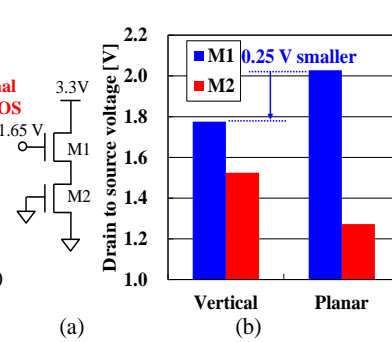 nal
OS
3.3V
1.65 V
M1
M2
(a)
Drain to source voltage [V]
2.2
2.0
1.8
1.6
1.4
1.2
1.0
M1
M2
0.25 V smaller
Vertical
Planar
(b)